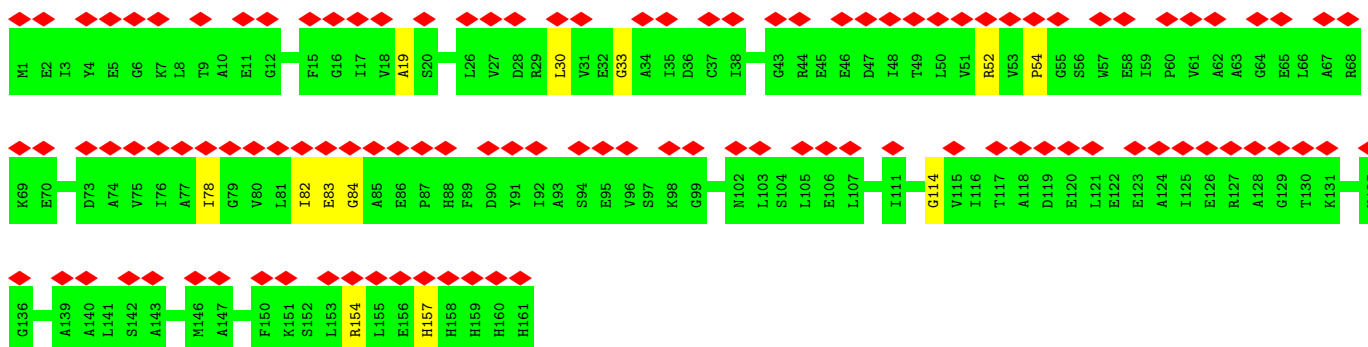 M1 E2 I3 Y4 E5 G6 K7 L8 T9 A10 E11 G12 F15 G16 I17 V18 A19 S20 L26 V27 D28 R29 L30 V31 E32 G33 A34 I35 D36 C37 I38 G43 R44 E45 E46 D47 I48 T49 L50 V51 R52 V53 P54 G55 S56 W57 E58 I59 P60 V61 A62 A63 G64 E65 L66 A67 R68
K69 E70 D73 A74 V75 I76 A77 I78 G79 V80 L81 I82 E83 G84 A85 E86 P87 H88 F89 D90 Y91 I92 A93 S94 E95 V96 S97 K98 G99 N102 L103 S104 L105 E106 L107 I111 G114 V115 I116 T117 A118 D119 E120 L121 E122 E123 A124 I125 E126 R127 A128 G129 T130 K131
G136 A139 A140 L141 S142 A143 M146 A147 F150 K151 S152 L153 R154 L155 E156 H157 H158 H159 H160 H161